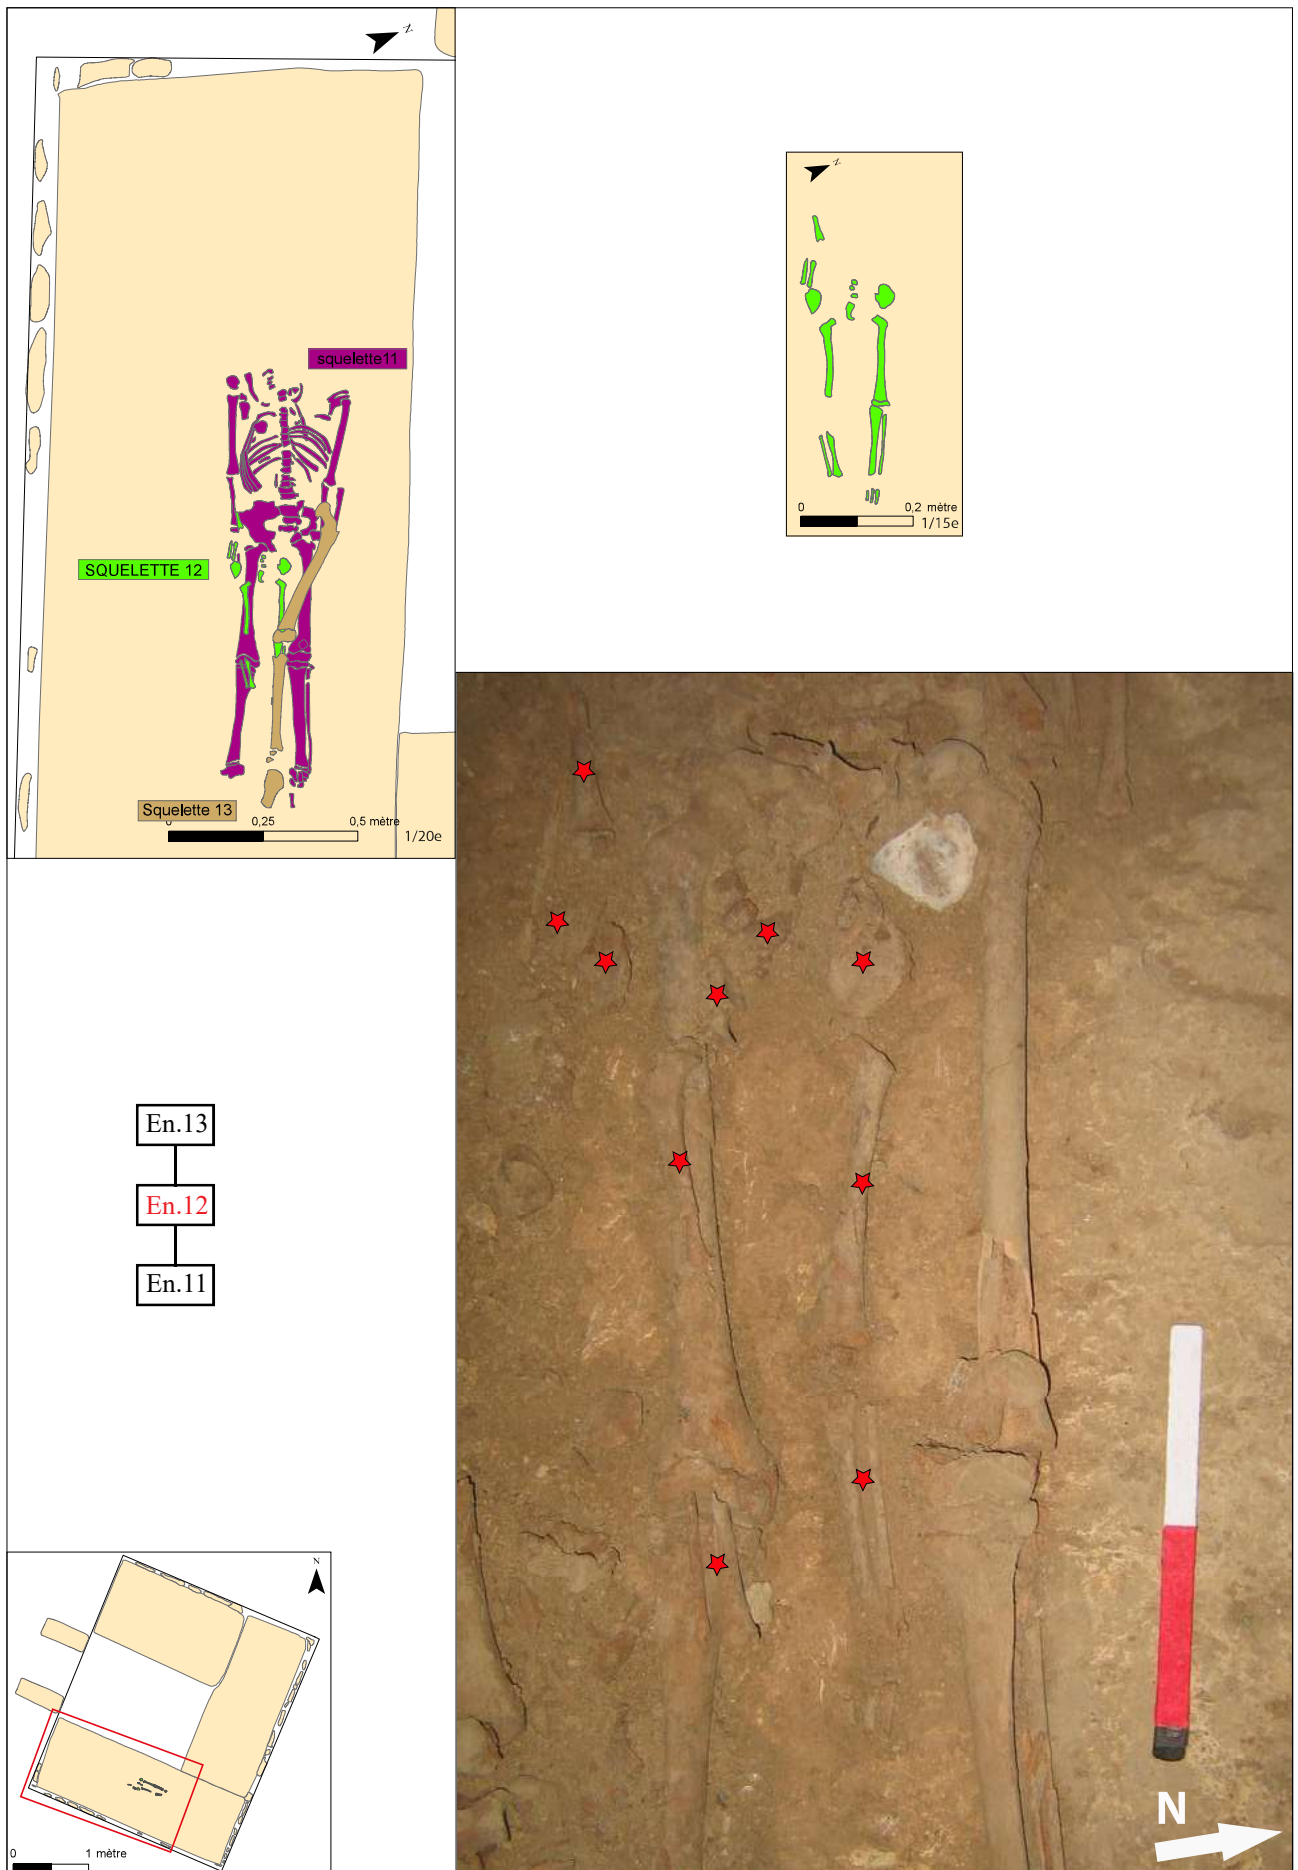 N
squelette11
SQUELETTE 12
Squelette 13
0
0,25
0,5 mètre
1/20e
N
0
0,2 mètre
1/15e
En.13
En.12
En.11
N
0
1 mètre
N